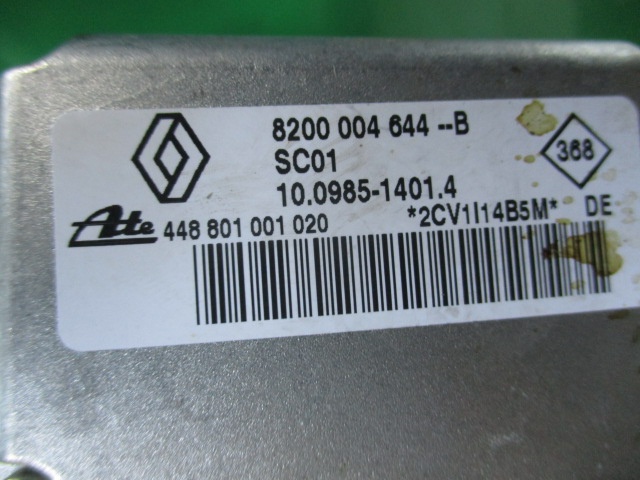 8200 004 644 --B
SC01
368
10.0985-1401.4
Ate 448 801 001 020
*2CV1I14B5M* DE